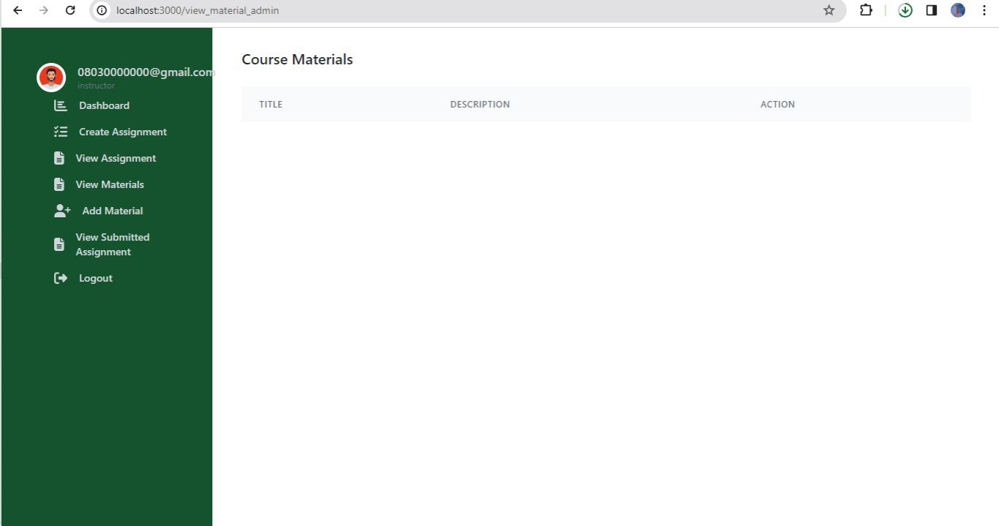 localhost:3000/view_material_admin
08030000000@gmail.com
instructor
Dashboard
Create Assignment
View Assignment
View Materials
Add Material
View Submitted
Assignment
Logout
Course Materials
TITLE DESCRIPTION ACTION